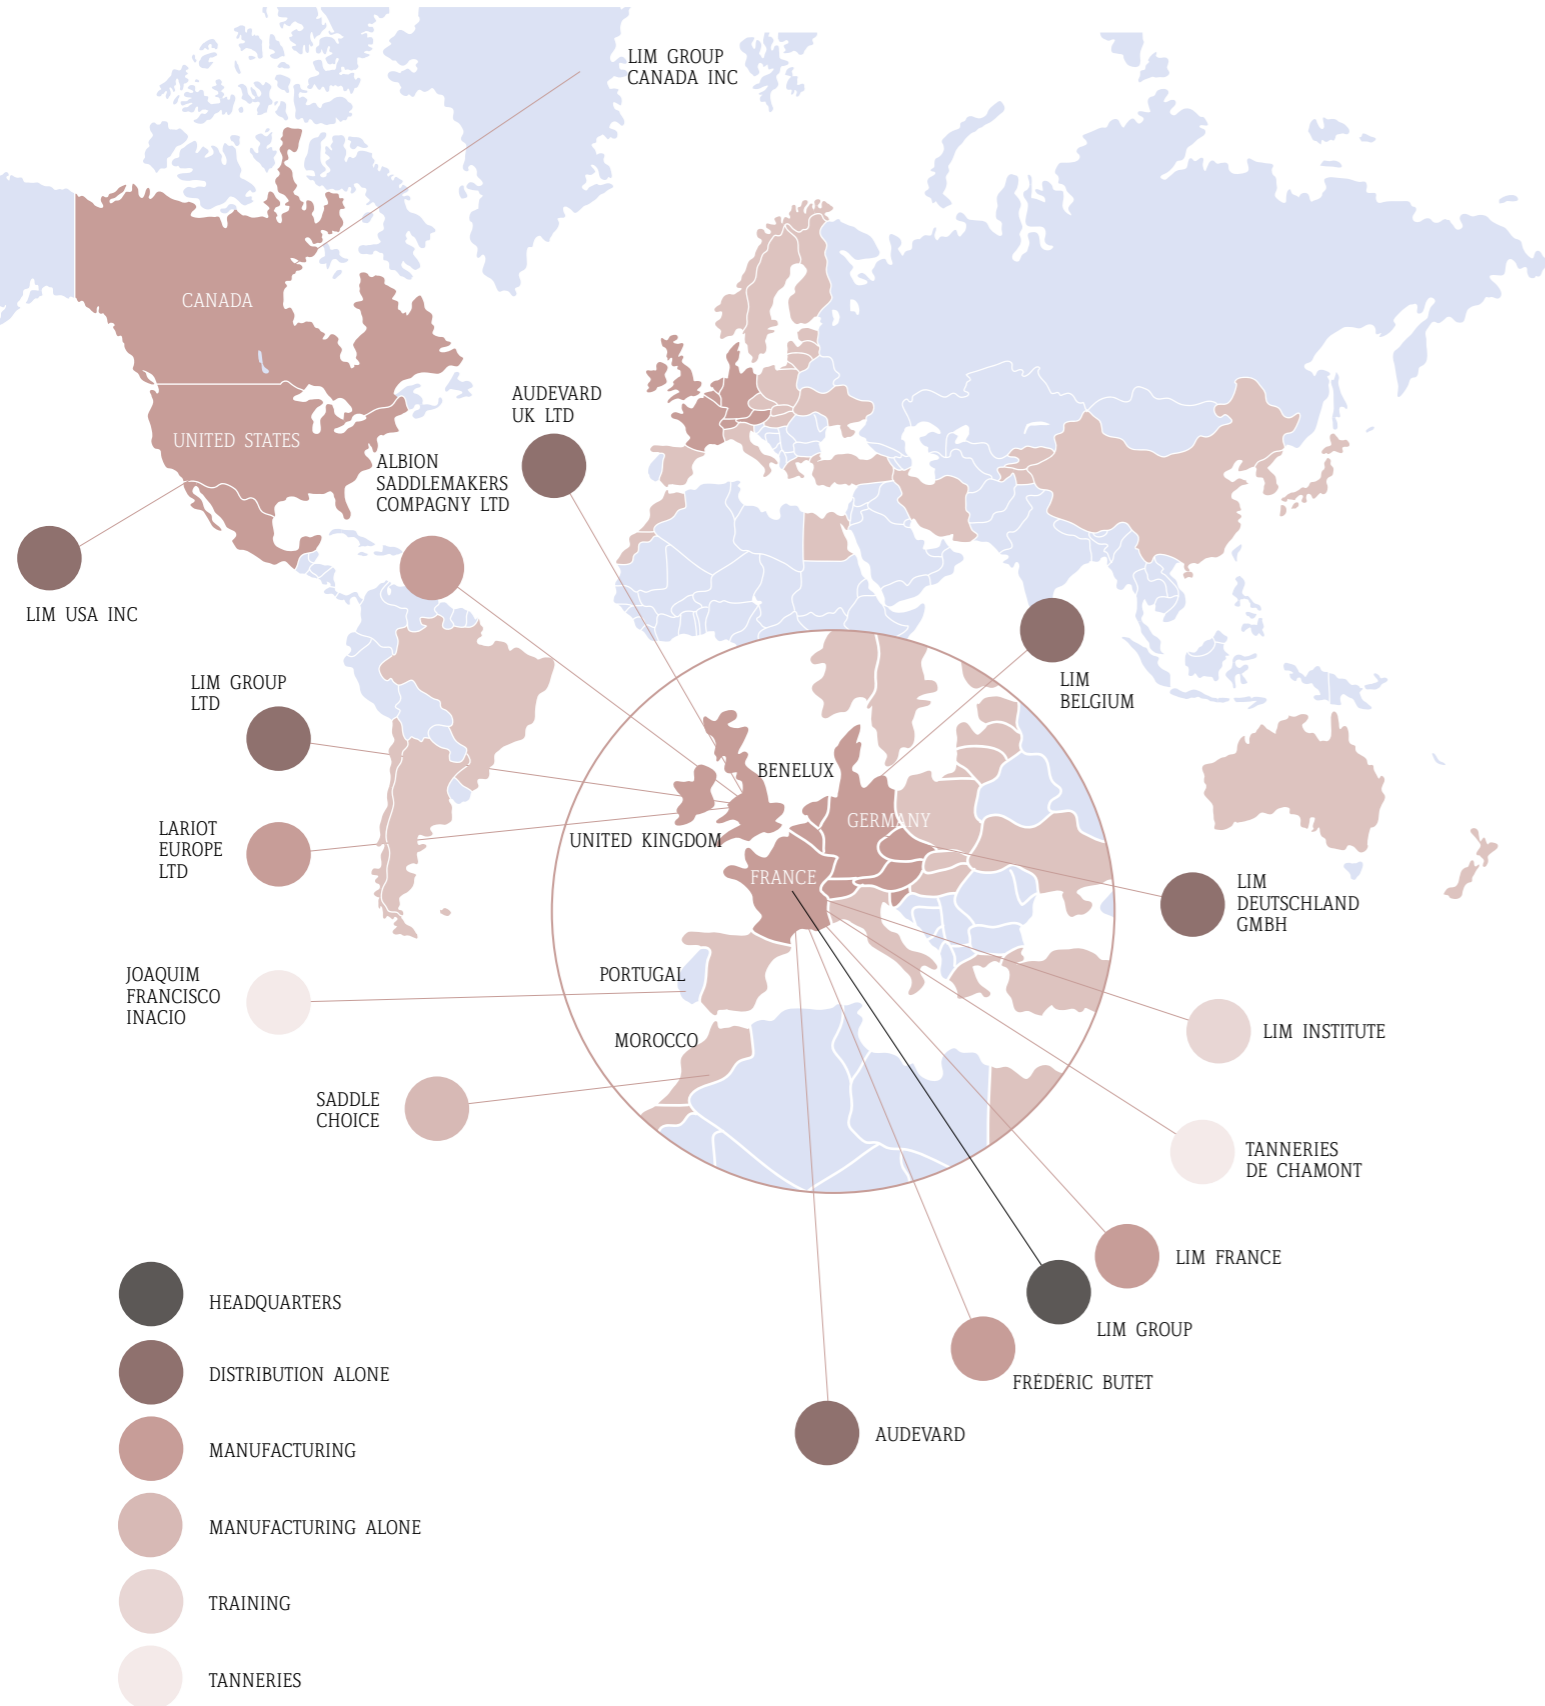 LIM GROUP
CANADA INC
CANADA
AUDEVARD
UK LTD
UNITED STATES
ALBION
SADDLEMAKERS
COMPAGNY LTD
LIM USA INC
LIM GROUP
LTD
LIM
BELGIUM
BENELUX
GERMANY
UNITED KINGDOM
LARIOT
EUROPE
LTD
FRANCE
LIM
DEUTSCHLAND
GMBH
JOAQUIM
FRANCISCO
INACIO
PORTUGAL
MOROCCO
LIM INSTITUTE
SADDLE
CHOICE
TANNERIES
DE CHAMONT
LIM FRANCE
LIM GROUP
FRÉDÉRIC BUTET
AUDEVARD
HEADQUARTERS
DISTRIBUTION ALONE
MANUFACTURING
MANUFACTURING ALONE
TRAINING
TANNERIES